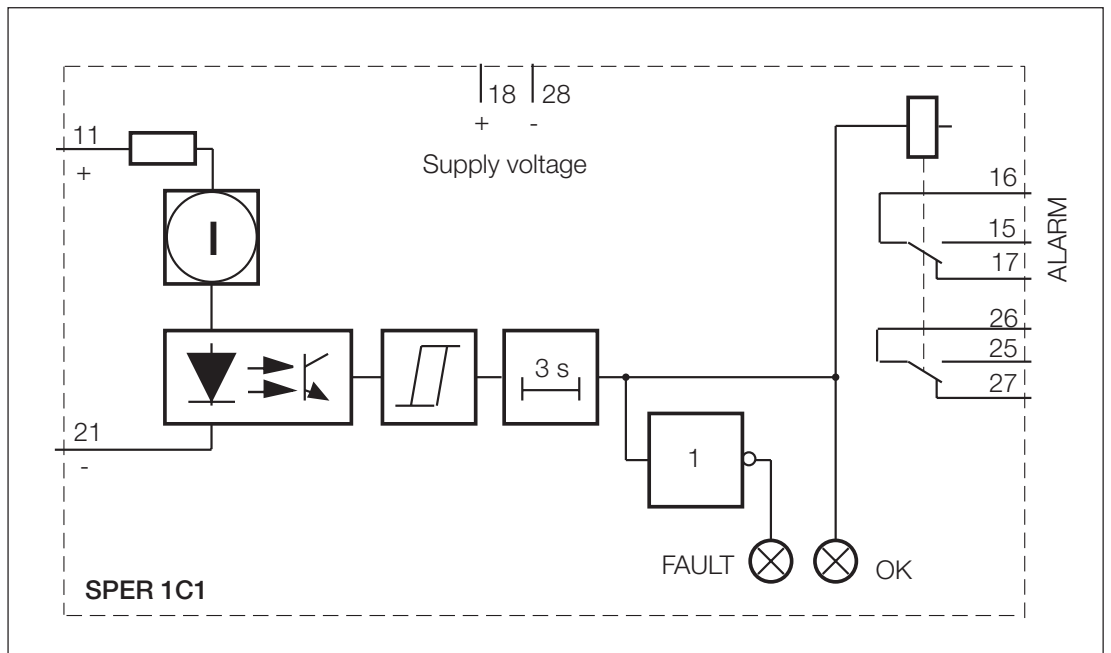 18 28
+ -
Supply voltage
11
+
I
16
15
17
ALARM
26
25
27
3 s
21
-
1
FAULT
OK
SPER 1C1